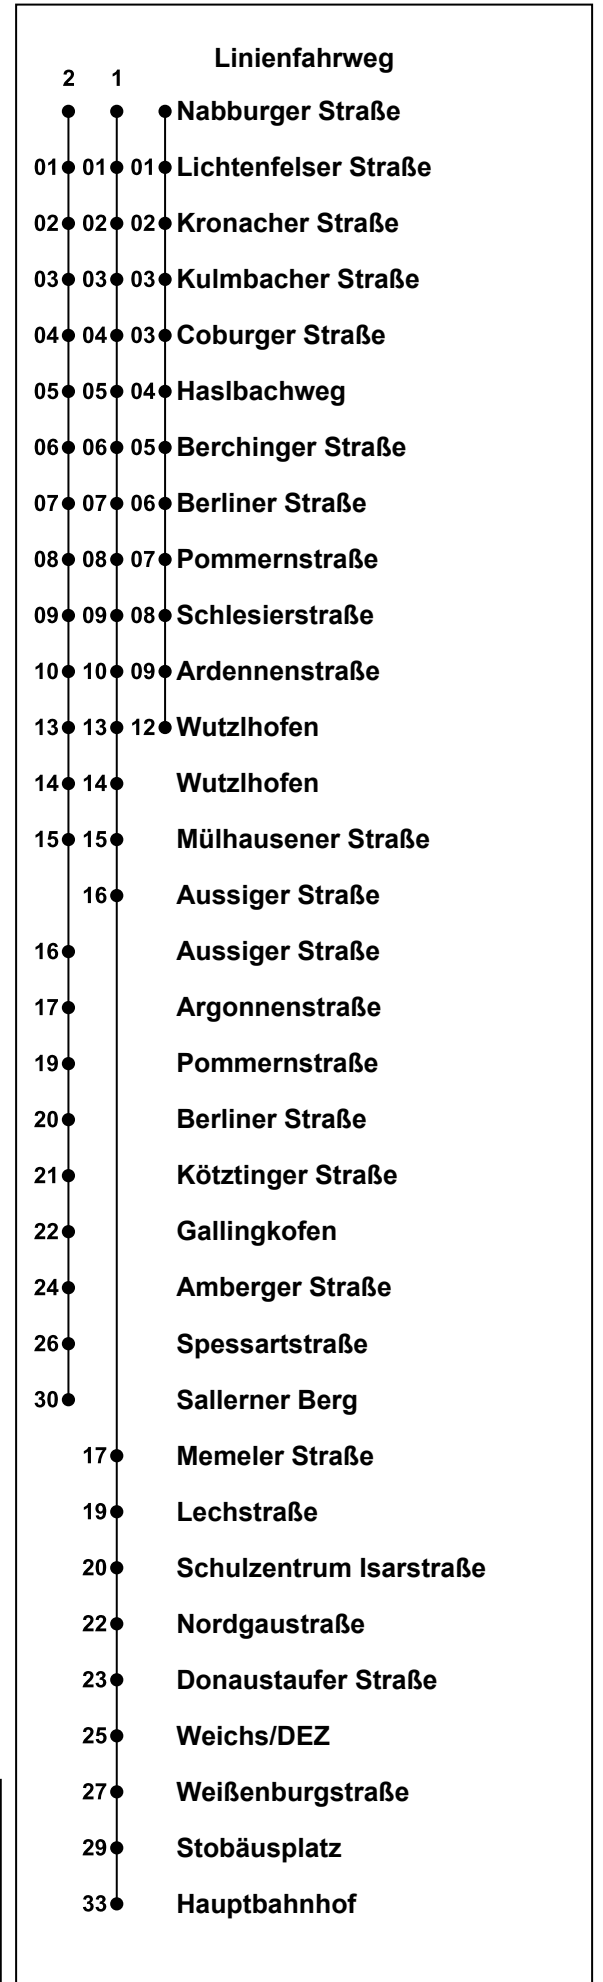 Linienfahrweg
2 1
Nabburger Straße
01 01 01 Lichtenfelser Straße
02 02 02 Kronacher Straße
03 03 03 Kulmbacher Straße
04 04 03 Coburger Straße
05 05 04 Haslbachweg
06 06 05 Berchinger Straße
07 07 06 Berliner Straße
08 08 07 Pommernstraße
09 09 08 Schlesierstraße
10 10 09 Ardennenstraße
13 13 12 Wutzlhofen
14 14 Wutzlhofen
15 15 Mülhausener Straße
16 Aussiger Straße
16 Aussiger Straße
17 Argonnenstraße
19 Pommernstraße
20 Berliner Straße
21 Kötztinger Straße
22 Gallingkofen
24 Amberger Straße
26 Spessartstraße
30 Sallerner Berg
17 Memeler Straße
19 Lechstraße
20 Schulzentrum Isarstraße
22 Nordgaustraße
23 Donaustaufer Straße
25 Weichs/DEZ
27 Weißenburgstraße
29 Stobäusplatz
33 Hauptbahnhof